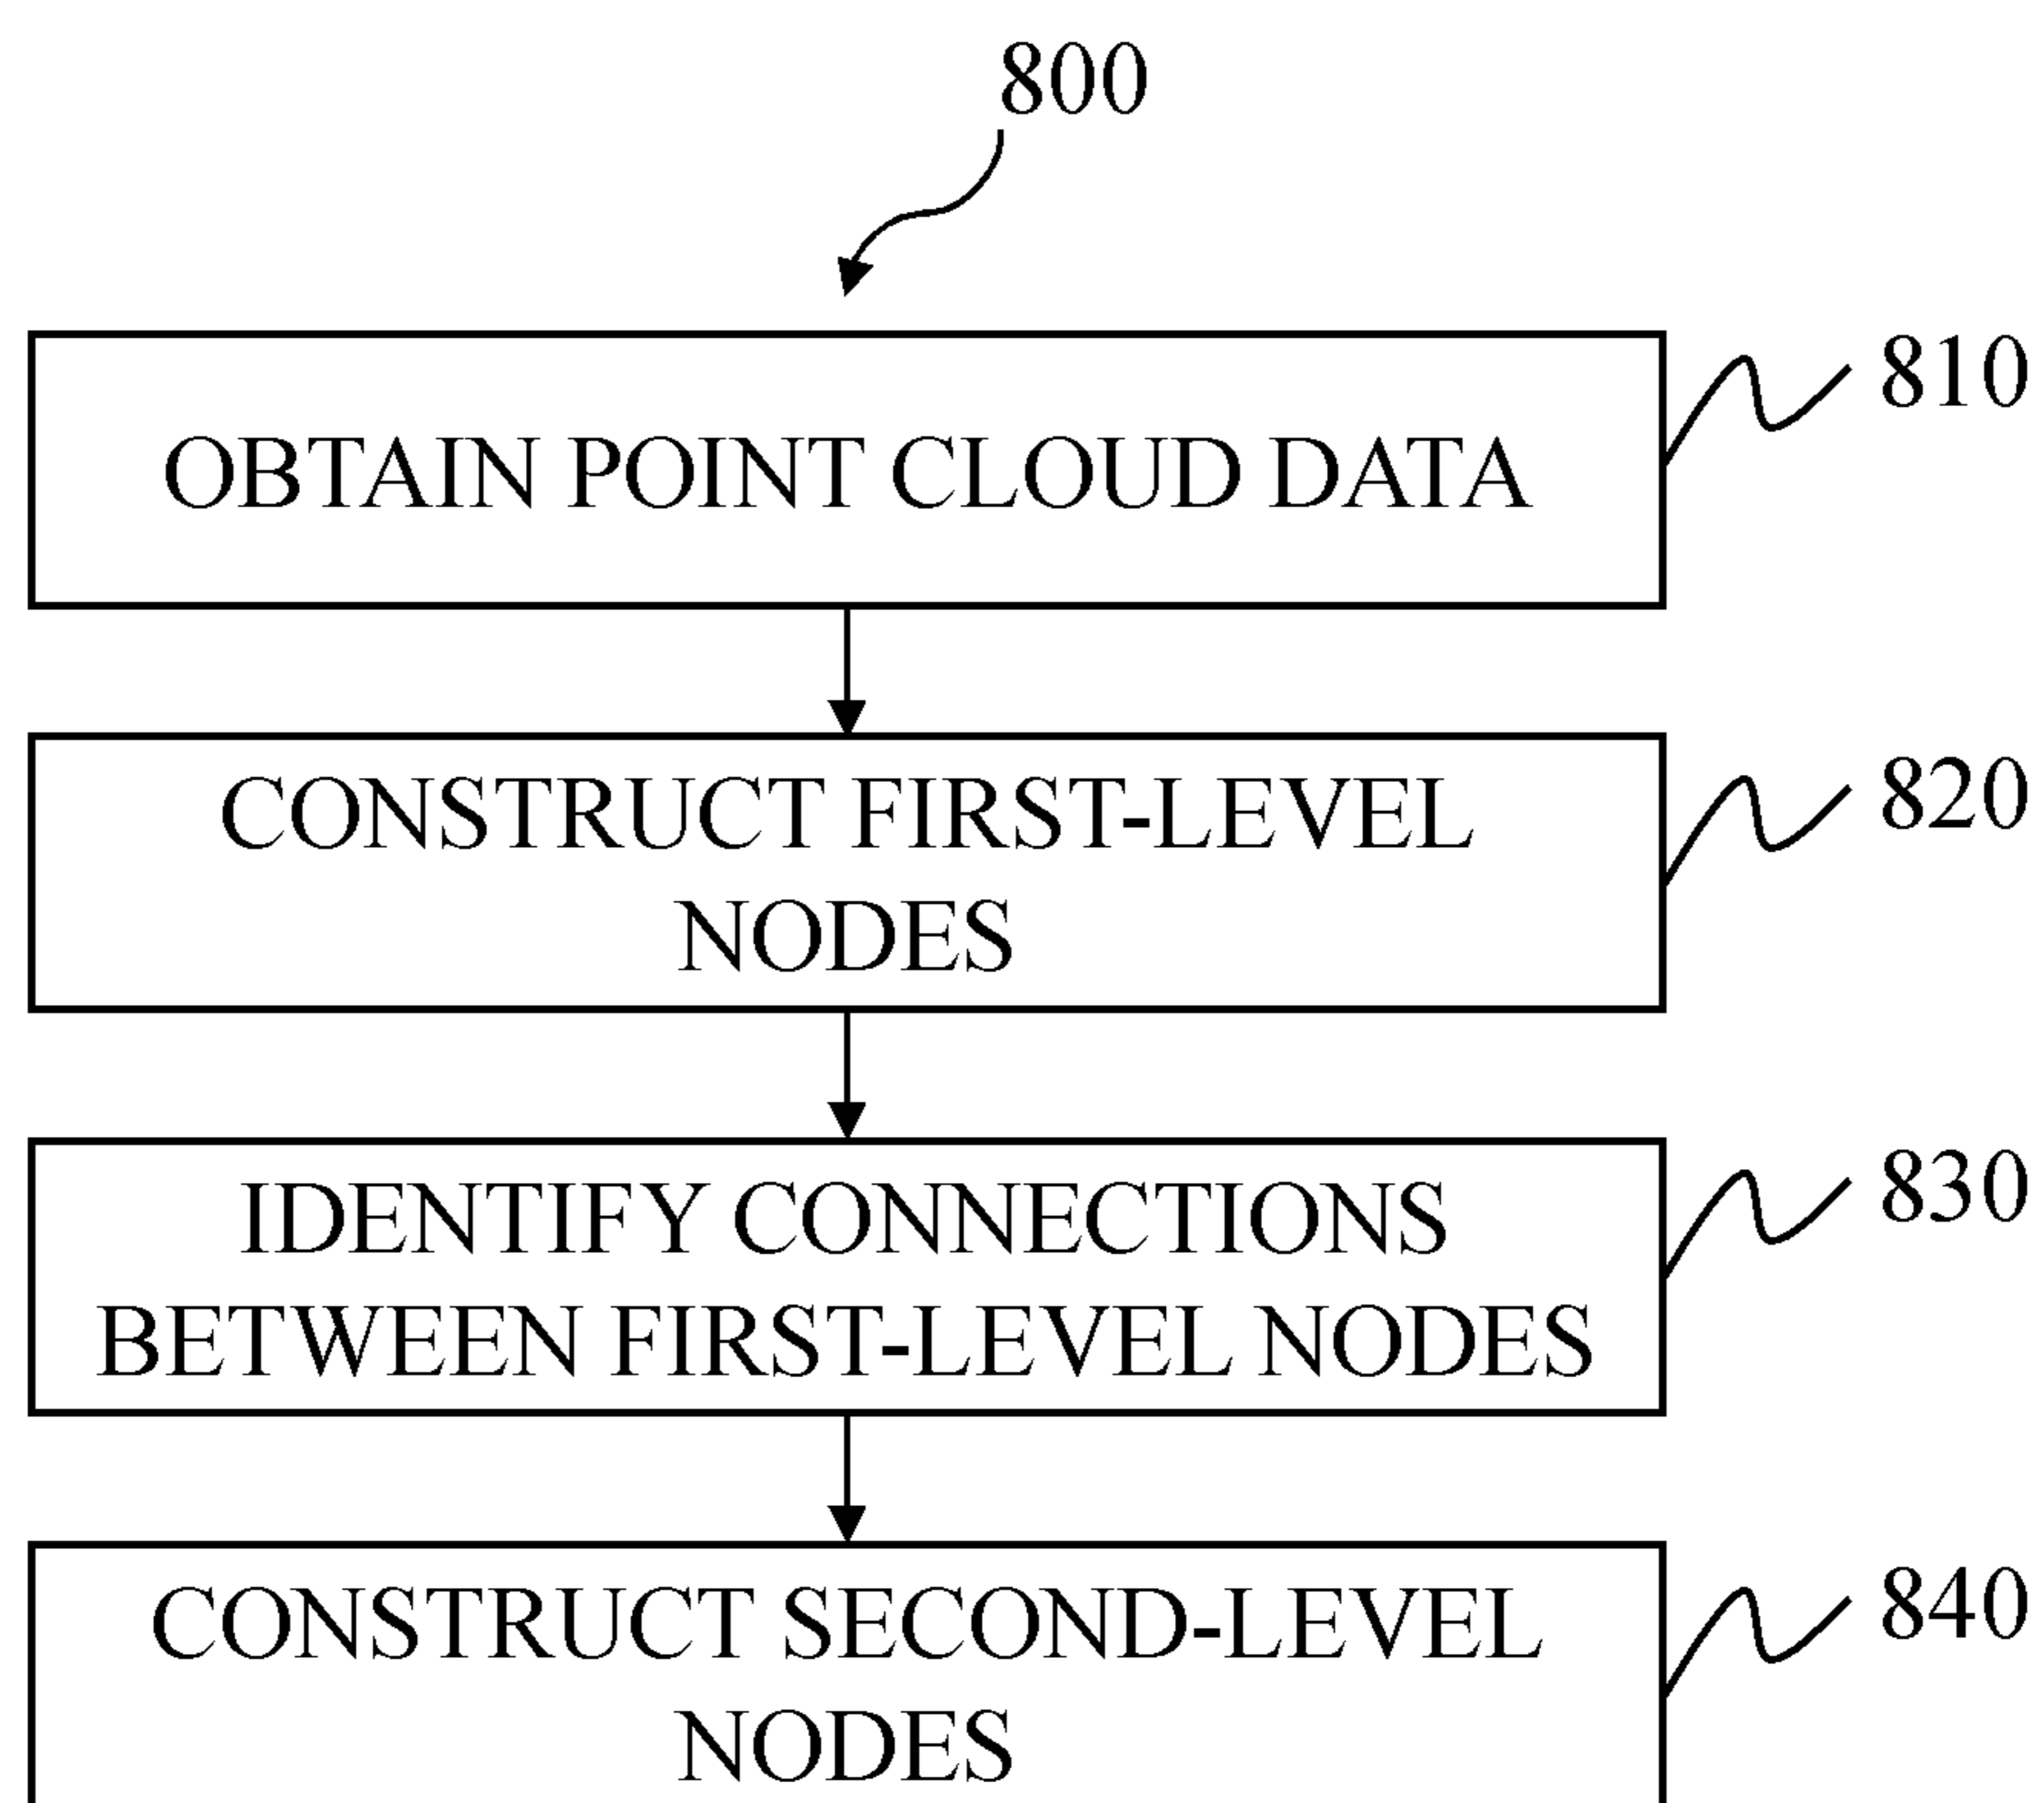 800
OBTAIN POINT CLOUD DATA
810
CONSTRUCT FIRST-LEVEL
NODES
820
IDENTIFY CONNECTIONS
BETWEEN FIRST-LEVEL NODES
830
CONSTRUCT SECOND-LEVEL
NODES
840